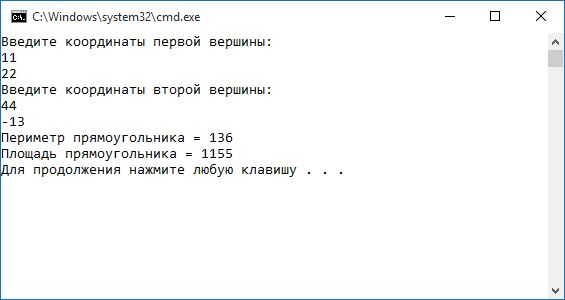 C:\Windows\system32\cmd.exe
Введите координаты первой вершины:
11
22
Введите координаты второй вершины:
44
-13
Периметр прямоугольника = 136
Площадь прямоугольника = 1155
Для продолжения нажмите любую клавишу . . .